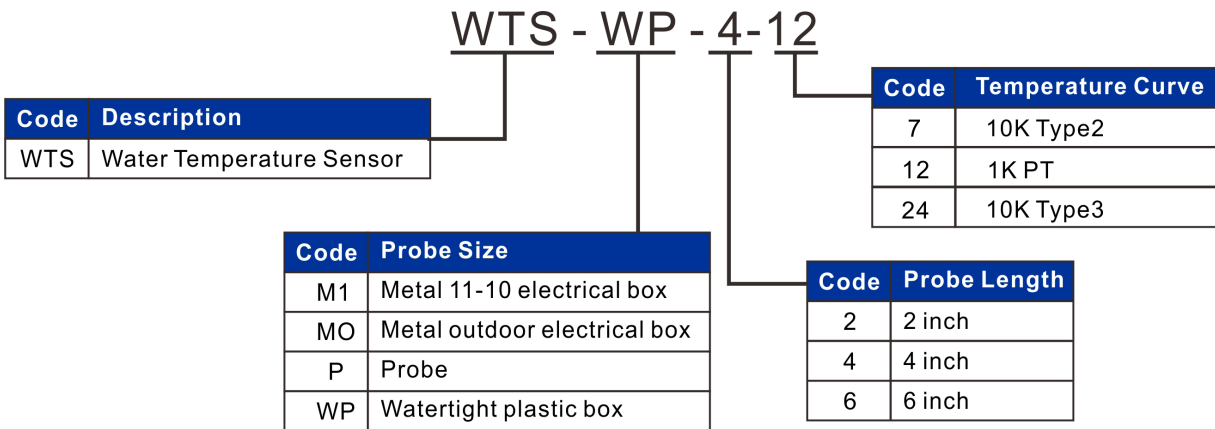 WTS - WP - 4-12
Code Description
WTS Water Temperature Sensor
Code Probe Size
M1 Metal 11-10 electrical box
MO Metal outdoor electrical box
P Probe
WP Watertight plastic box
Code Probe Length
2 2 inch
4 4 inch
6 6 inch
Code Temperature Curve
7 10K Type2
12 1K PT
24 10K Type3